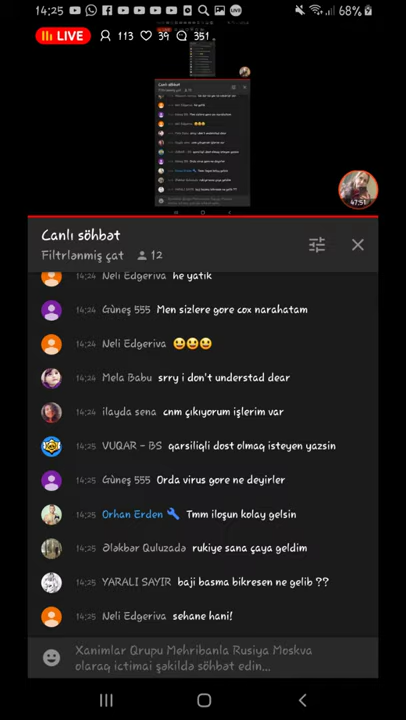 14:25 68%
LIVE 113 39 351
Canlı söhbət
47:51
Canlı söhbət
Filtrlənmiş çat 12
14:24 Neli Edgeriva he yatik
14:24 Güneş 555 Men sizlere gore cox narahatam
14:24 Neli Edgeriva 😃😃😃
14:24 Mela Babu srry i don't understad dear
14:24 ilayda sena cnm çıkıyorum işlerim var
14:25 VUQAR – BS qarsiliqli dost olmaq isteyen yazsin
14:25 Güneş 555 Orda virus gore ne deyirler
14:25 Orhan Erden 🔧 Tmm iloşun kolay gelsin
14:25 Ələkbər Quluzadə rukiye sana çaya geldim
14:25 YARALI SAYIR baji basma bikresen ne gelib ??
14:25 Neli Edgeriva sehane hani!
Xanimlar Qrupu Mehribanla Rusiya Moskva
olaraq ictimai şəkildə söhbət edin...